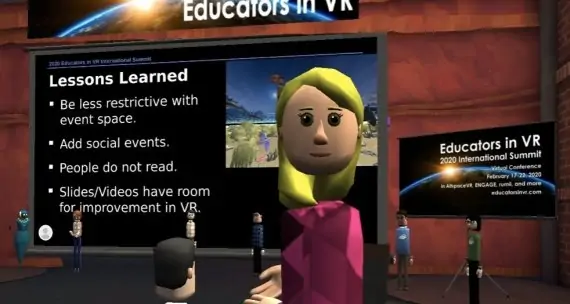 Educators in VR
2020 Educators in VR International Summit
Lessons Learned
▪ Be less restrictive with
event space.
▪ Add social events.
▪ People do not read.
▪ Slides/Videos have room
for improvement in VR.
Educators in VR
2020 International Summit
Virtual Conference
February 17-22, 2020
in AltspaceVR, ENGAGE, rumii, and more
educatorsinvr.com